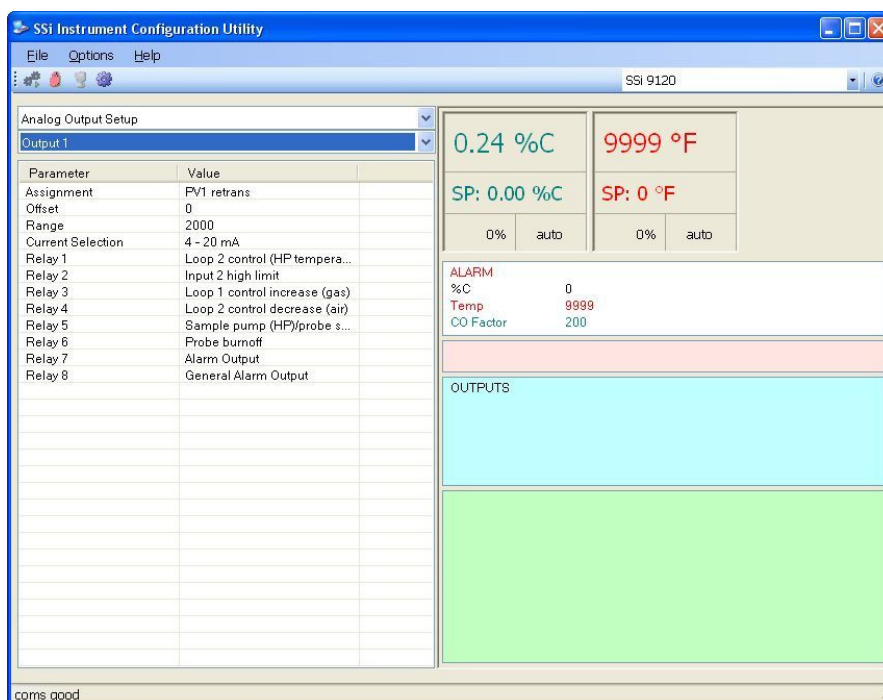 SSi Instrument Configuration Utility
File Options Help
SSi 9120
Analog Output Setup
Output 1
Parameter Value
Assignment PV1 retrans
Offset 0
Range 2000
Current Selection 4 - 20 mA
Relay 1 Loop 2 control (HP tempera...
Relay 2 Input 2 high limit
Relay 3 Loop 1 control increase (gas)
Relay 4 Loop 2 control decrease (air)
Relay 5 Sample pump (HP)/probe s...
Relay 6 Probe burnoff
Relay 7 Alarm Output
Relay 8 General Alarm Output
0.24 %C
SP: 0.00 %C
0% auto
9999 °F
SP: 0 °F
0% auto
ALARM
%C 0
Temp 9999
CO Factor 200
OUTPUTS
coms good